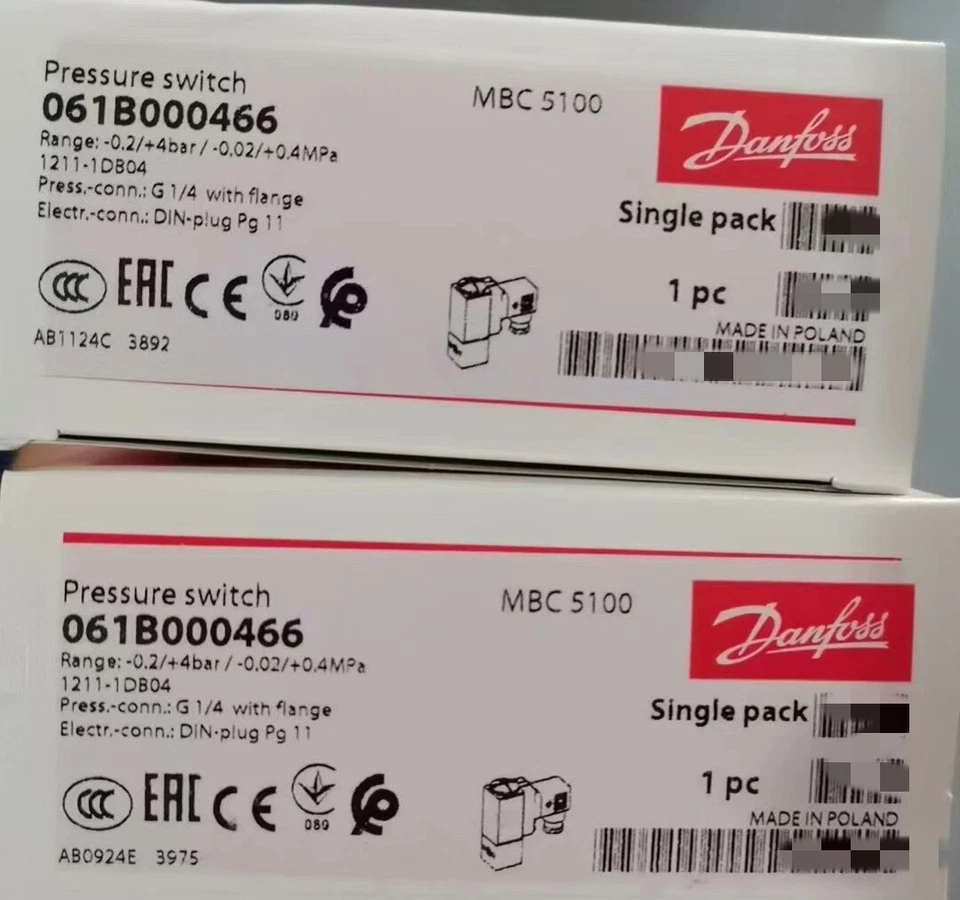 Pressure switch
061B000466
MBC 5100
Danfoss
Range: -0.2/+4bar / -0.02/+0.4MPa
1211-1DB04
Press.-conn.: G 1/4 with flange
Electr.-conn.: DIN-plug Pg 11
Single pack
CCC EAC CE
089
1 pc
MADE IN POLAND
AB1124C 3892
Pressure switch
061B000466
MBC 5100
Danfoss
Range: -0.2/+4bar / -0.02/+0.4MPa
1211-1DB04
Press.-conn.: G 1/4 with flange
Electr.-conn.: DIN-plug Pg 11
Single pack
CCC EAC CE
089
1 pc
MADE IN POLAND
AB0924E 3975